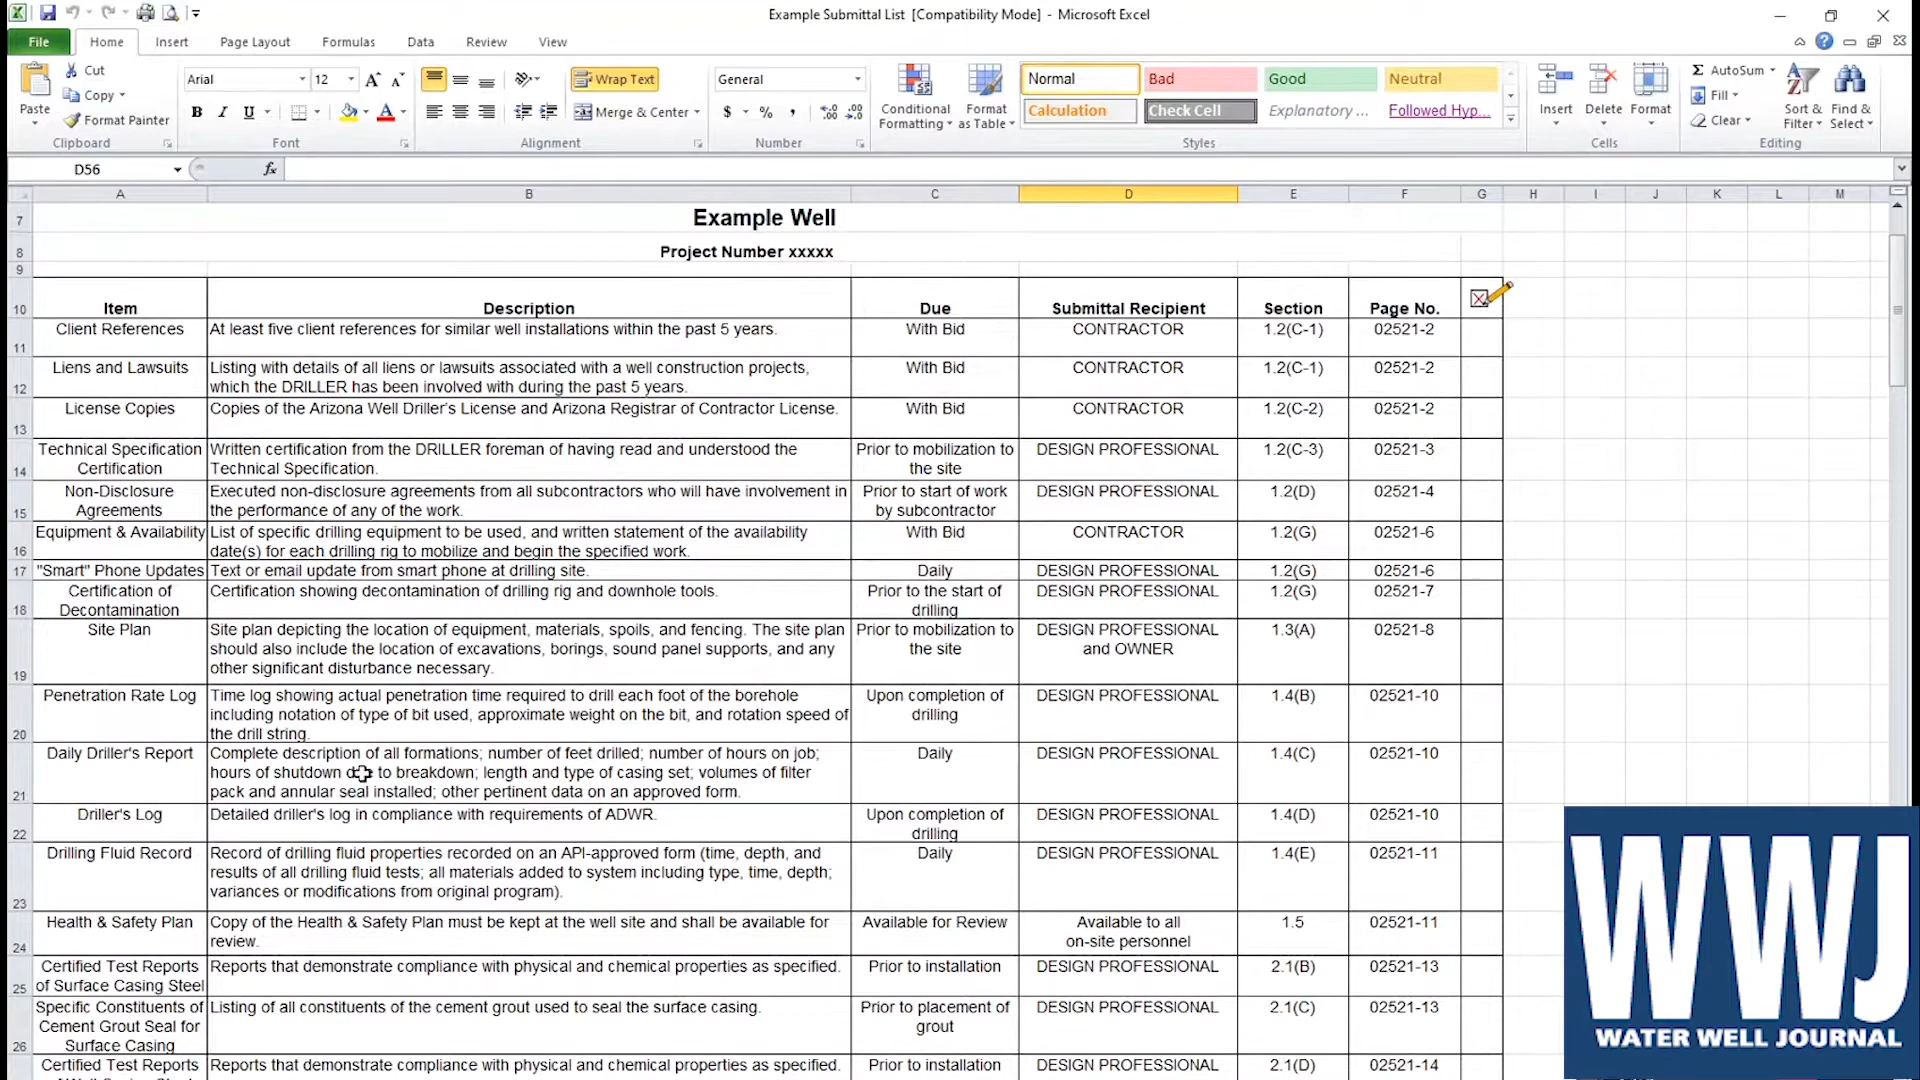 Example Submittal List [Compatibility Mode] - Microsoft Excel
File Home Insert Page Layout Formulas Data Review View
Paste
Cut
Copy
Format Painter
Clipboard
Arial 12
B I U
Font
Wrap Text
Merge & Center
Alignment
General
$ % ,
Number
Conditional Formatting
Format as Table
Normal Bad Good Neutral
Calculation Check Cell Explanatory ... Followed Hyp...
Styles
Insert Delete Format
Cells
Σ AutoSum
Fill
Clear
Sort & Filter
Find & Select
Editing
D56 fx
A B C D E F G H I J K L M
7 Example Well
8 Project Number xxxxx
9
10 Item Description Due Submittal Recipient Section Page No.
11 Client References At least five client references for similar well installations within the past 5 years. With Bid CONTRACTOR 1.2(C-1) 02521-2
12 Liens and Lawsuits Listing with details of all liens or lawsuits associated with a well construction projects, which the DRILLER has been involved with during the past 5 years. With Bid CONTRACTOR 1.2(C-1) 02521-2
13 License Copies Copies of the Arizona Well Driller's License and Arizona Registrar of Contractor License. With Bid CONTRACTOR 1.2(C-2) 02521-2
14 Technical Specification Certification Written certification from the DRILLER foreman of having read and understood the Technical Specification. Prior to mobilization to the site DESIGN PROFESSIONAL 1.2(C-3) 02521-3
15 Non-Disclosure Agreements Executed non-disclosure agreements from all subcontractors who will have involvement in the performance of any of the work. Prior to start of work by subcontractor DESIGN PROFESSIONAL 1.2(D) 02521-4
16 Equipment & Availability List of specific drilling equipment to be used, and written statement of the availability date(s) for each drilling rig to mobilize and begin the specified work. With Bid CONTRACTOR 1.2(G) 02521-6
17 "Smart" Phone Updates Text or email update from smart phone at drilling site. Daily DESIGN PROFESSIONAL 1.2(G) 02521-6
18 Certification of Decontamination Certification showing decontamination of drilling rig and downhole tools. Prior to the start of drilling DESIGN PROFESSIONAL 1.2(G) 02521-7
19 Site Plan Site plan depicting the location of equipment, materials, spoils, and fencing. The site plan should also include the location of excavations, borings, sound panel supports, and any other significant disturbance necessary. Prior to mobilization to the site DESIGN PROFESSIONAL and OWNER 1.3(A) 02521-8
20 Penetration Rate Log Time log showing actual penetration time required to drill each foot of the borehole including notation of type of bit used, approximate weight on the bit, and rotation speed of the drill string. Upon completion of drilling DESIGN PROFESSIONAL 1.4(B) 02521-10
21 Daily Driller's Report Complete description of all formations; number of feet drilled; number of hours on job; hours of shutdown to breakdown; length and type of casing set; volumes of filter pack and annular seal installed; other pertinent data on an approved form. Daily DESIGN PROFESSIONAL 1.4(C) 02521-10
22 Driller's Log Detailed driller's log in compliance with requirements of ADWR. Upon completion of drilling DESIGN PROFESSIONAL 1.4(D) 02521-10
23 Drilling Fluid Record Record of drilling fluid properties recorded on an API-approved form (time, depth, and results of all drilling fluid tests; all materials added to system including type, time, depth; variances or modifications from original program). Daily DESIGN PROFESSIONAL 1.4(E) 02521-11
24 Health & Safety Plan Copy of the Health & Safety Plan must be kept at the well site and shall be available for review. Available for Review Available to all on-site personnel 1.5 02521-11
25 Certified Test Reports of Surface Casing Steel Reports that demonstrate compliance with physical and chemical properties as specified. Prior to installation DESIGN PROFESSIONAL 2.1(B) 02521-13
26 Specific Constituents of Cement Grout Seal for Surface Casing Listing of all constituents of the cement grout used to seal the surface casing. Prior to placement of grout DESIGN PROFESSIONAL 2.1(C) 02521-13
Certified Test Reports Reports that demonstrate compliance with physical and chemical properties as specified. Prior to installation DESIGN PROFESSIONAL 2.1(D) 02521-14
WWJ
WATER WELL JOURNAL